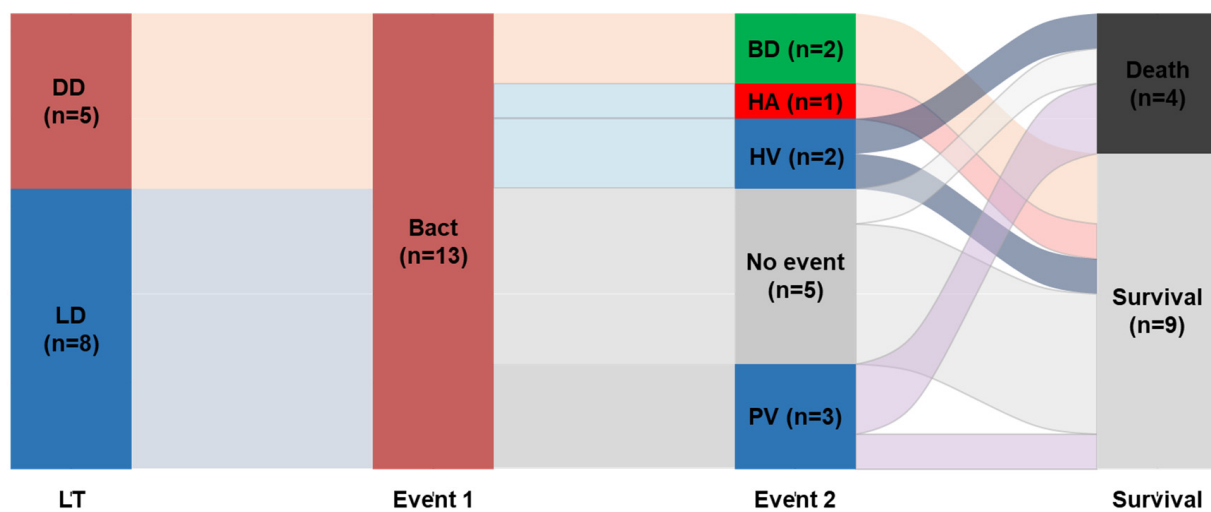 DD
(n=5)
LD
(n=8)
Bact
(n=13)
BD (n=2)
HA (n=1)
HV (n=2)
No event
(n=5)
PV (n=3)
Death
(n=4)
Survival
(n=9)
LT
Event 1
Event 2
Survival